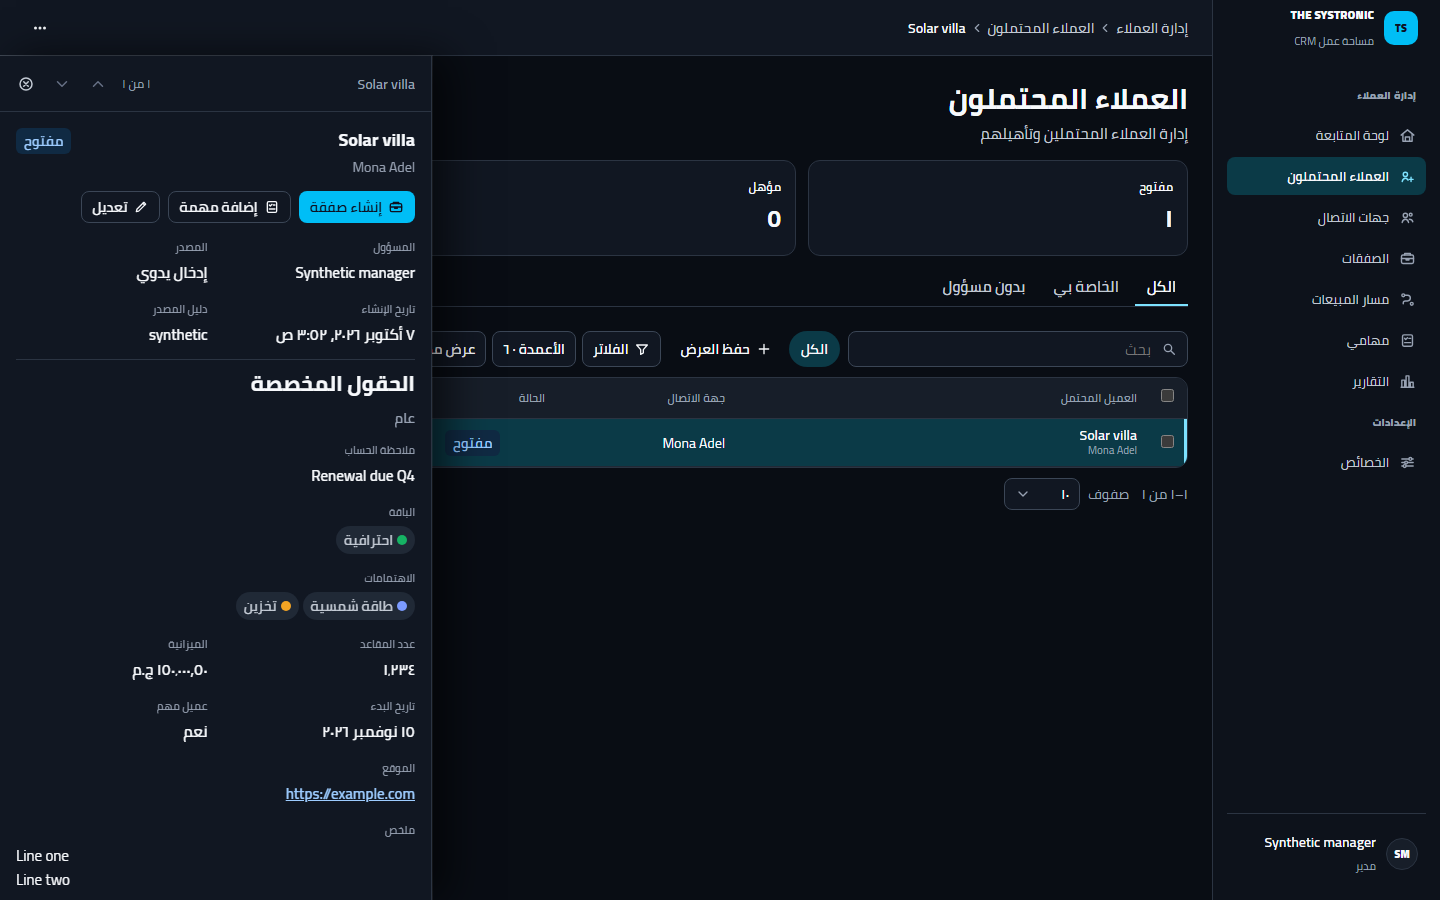 TS
THE SYSTRONIC
مساحة عمل CRM
إدارة العملاء
لوحة المتابعة
العملاء المحتملون
جهات الاتصال
الصفقات
مسار المبيعات
مهامي
التقارير
الإعدادات
الخصائص
SM
Synthetic manager
مدير
إدارة العملاء
العملاء المحتملون
Solar villa
العملاء المحتملون
إدارة العملاء المحتملين وتأهيلهم
مفتوح
١
مؤهل
0
الكل
الخاصة بي
بدون مسؤول
بحث
الكل
حفظ العرض
الفلاتر
الأعمدة ٦٠
العميل المحتمل
جهة الاتصال
الحالة
Solar villa
Mona Adel
Mona Adel
مفتوح
١–١ من ١
صفوف
١٠
Solar villa
١ من ١
Solar villa
مفتوح
Mona Adel
إنشاء صفقة
إضافة مهمة
تعديل
المسؤول
المصدر
Synthetic manager
إدخال يدوي
تاريخ الإنشاء
دليل المصدر
٧ أكتوبر ٢٠٢٦, ٣:٥٢ ص
synthetic
الحقول المخصصة
عام
ملاحظة الحساب
Renewal due Q4
الباقة
احترافية
الاهتمامات
طاقة شمسية
تخزين
عدد المقاعد
الميزانية
١٬٢٣٤
١٥٠٬٠٠٠٫٥٠ ج.م
تاريخ البدء
عميل مهم
١٥ نوفمبر ٢٠٢٦
نعم
الموقع
https://example.com
ملخص
Line one
Line two